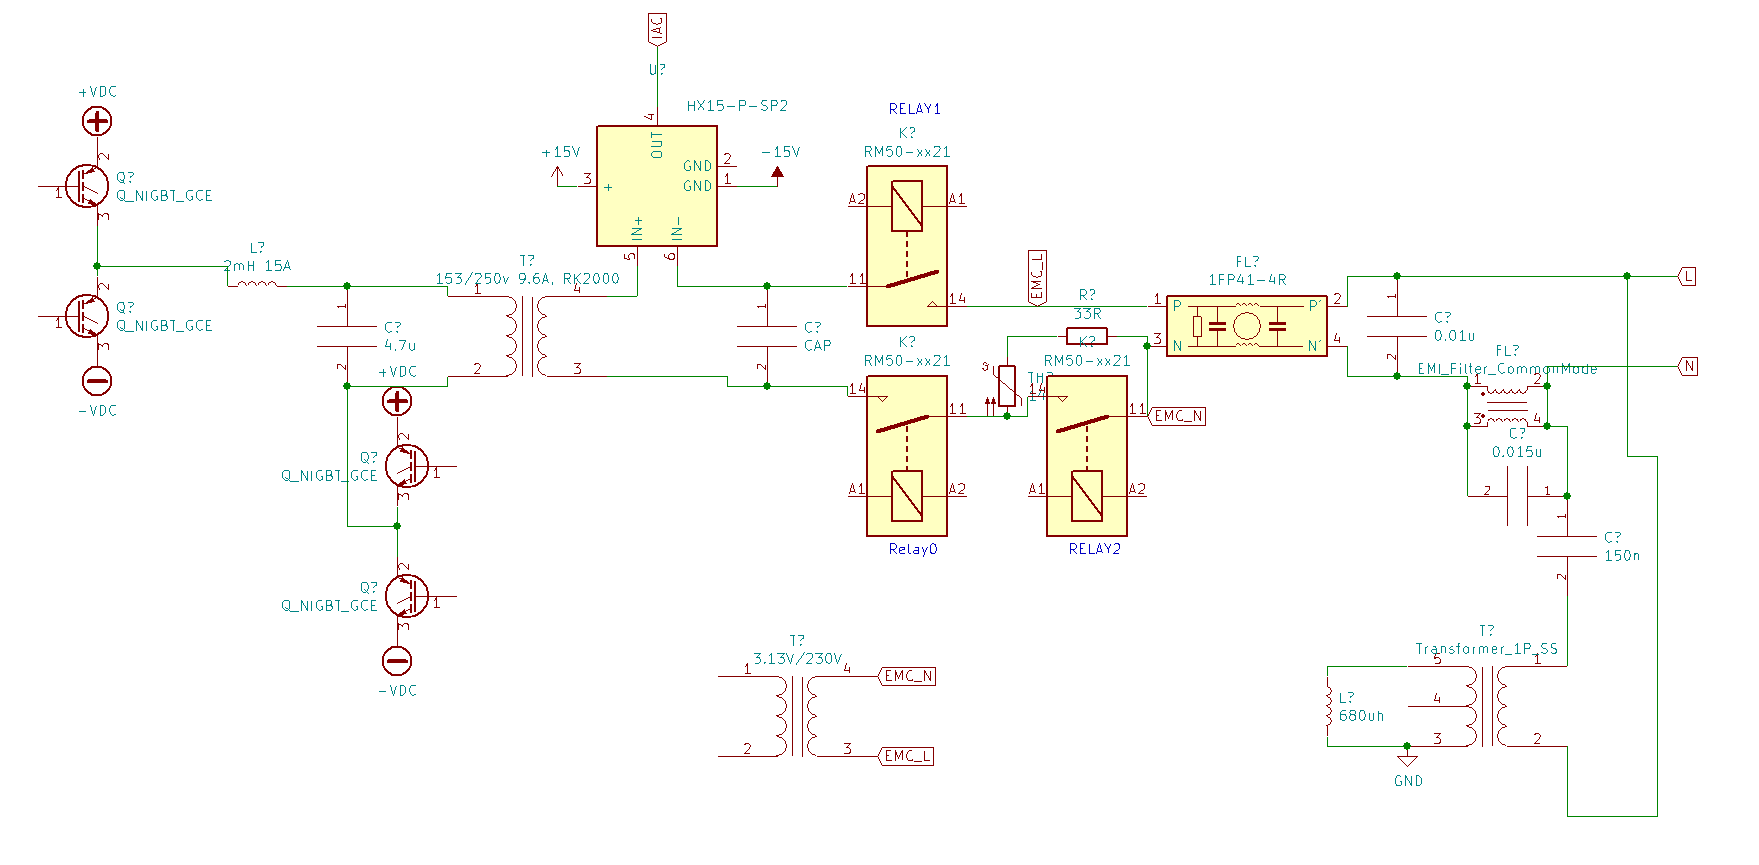 IAC
U?
HX15-P-SP2
4
OUT
+15V
3
+
GND
2
GND
1
-15V
IN+
IN-
5
6
+VDC
2
Q?
Q_NIGBT_GCE
1
3
2
Q?
Q_NIGBT_GCE
1
3
-VDC
L?
2mH 15A
1
C?
4.7u
2
T?
153/250v 9.6A, RK2000
1
4
2
3
+VDC
2
Q?
Q_NIGBT_GCE
1
3
2
Q?
Q_NIGBT_GCE
1
3
-VDC
1
C?
CAP
2
RELAY1
K?
RM50-xx21
A2
A1
11
14
K?
RM50-xx21
14
11
A1
A2
Relay0
EMC_L
R?
33R
TH?
14
K?
RM50-xx21
11
EMC_N
A1
A2
RELAY2
FL?
1FP41-4R
1
P
P'
2
3
N
N'
4
1
C?
0.01u
2
L
N
FL?
EMI_Filter_CommonMode
1
2
3
4
C?
0.015u
2
1
1
C?
150n
2
T?
Transformer_1P_SS
5
1
4
3
2
L?
680uh
GND
T?
3.13V/230V
1
4
EMC_N
2
3
EMC_L